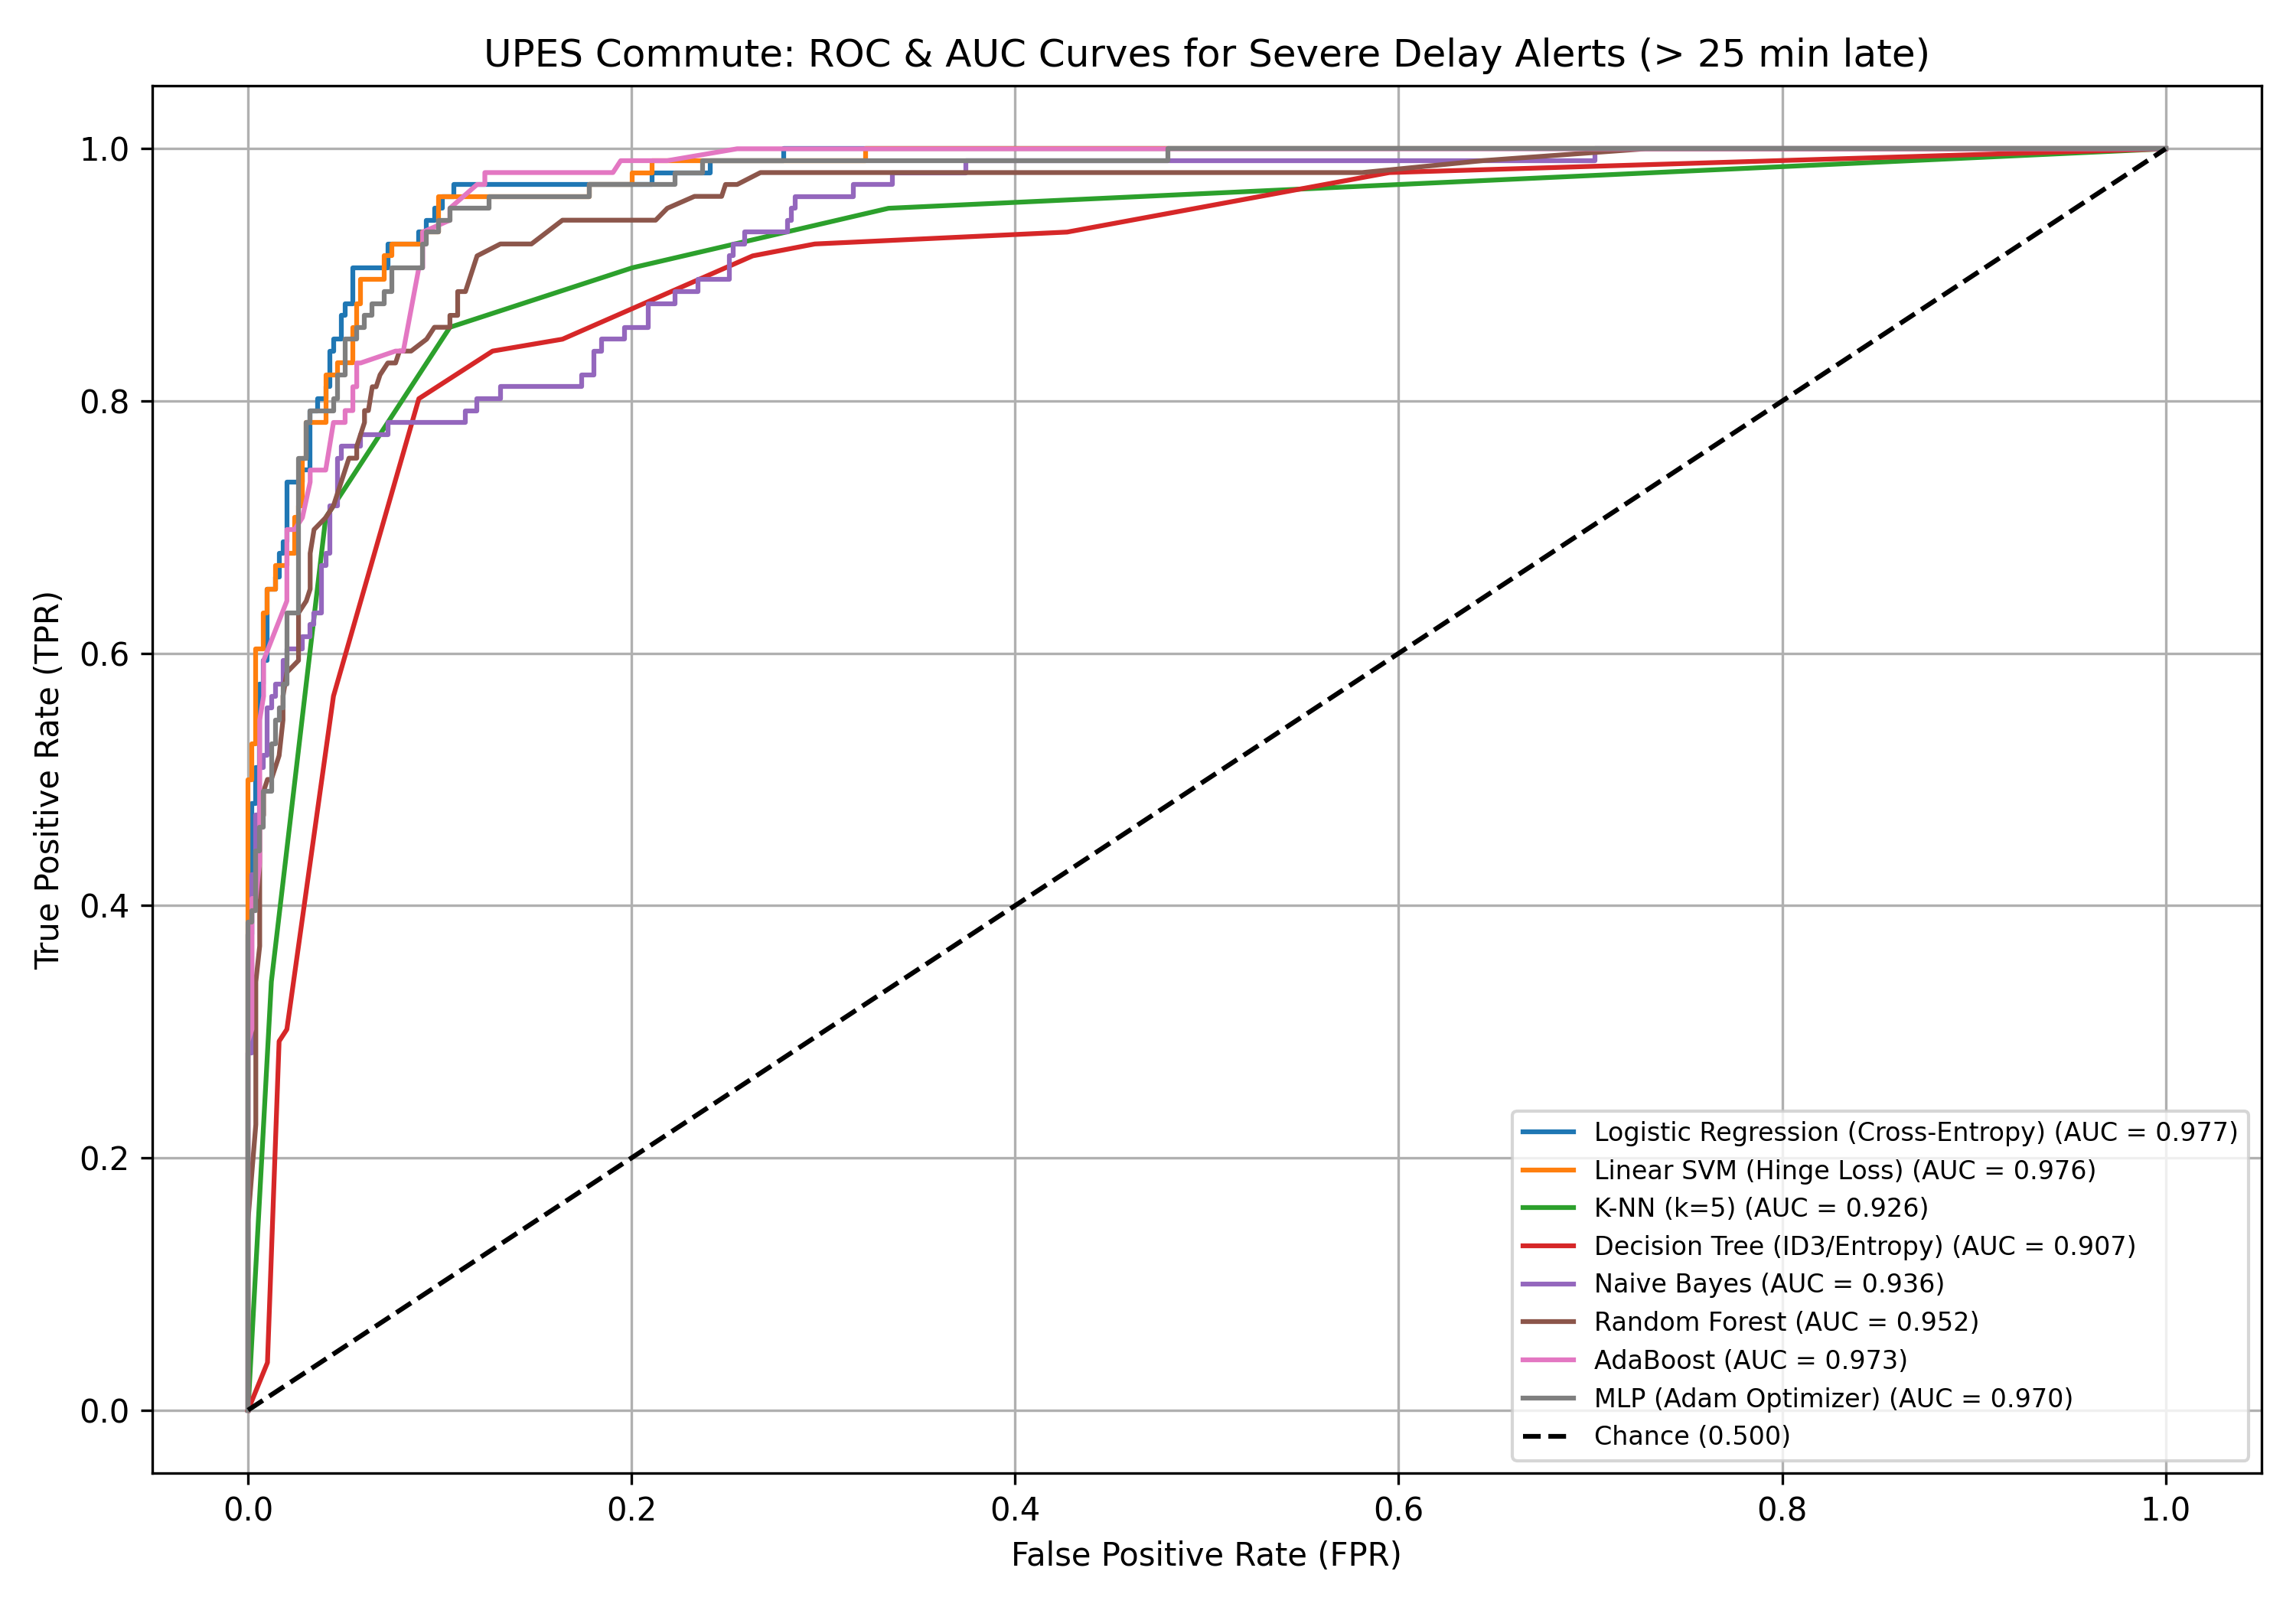 UPES Commute: ROC & AUC Curves for Severe Delay Alerts (> 25 min late)
1.0
0.8
0.6
0.4
0.2
0.0
True Positive Rate (TPR)
0.0 0.2 0.4 0.6 0.8 1.0
False Positive Rate (FPR)
Logistic Regression (Cross-Entropy) (AUC = 0.977)
Linear SVM (Hinge Loss) (AUC = 0.976)
K-NN (k=5) (AUC = 0.926)
Decision Tree (ID3/Entropy) (AUC = 0.907)
Naive Bayes (AUC = 0.936)
Random Forest (AUC = 0.952)
AdaBoost (AUC = 0.973)
MLP (Adam Optimizer) (AUC = 0.970)
Chance (0.500)